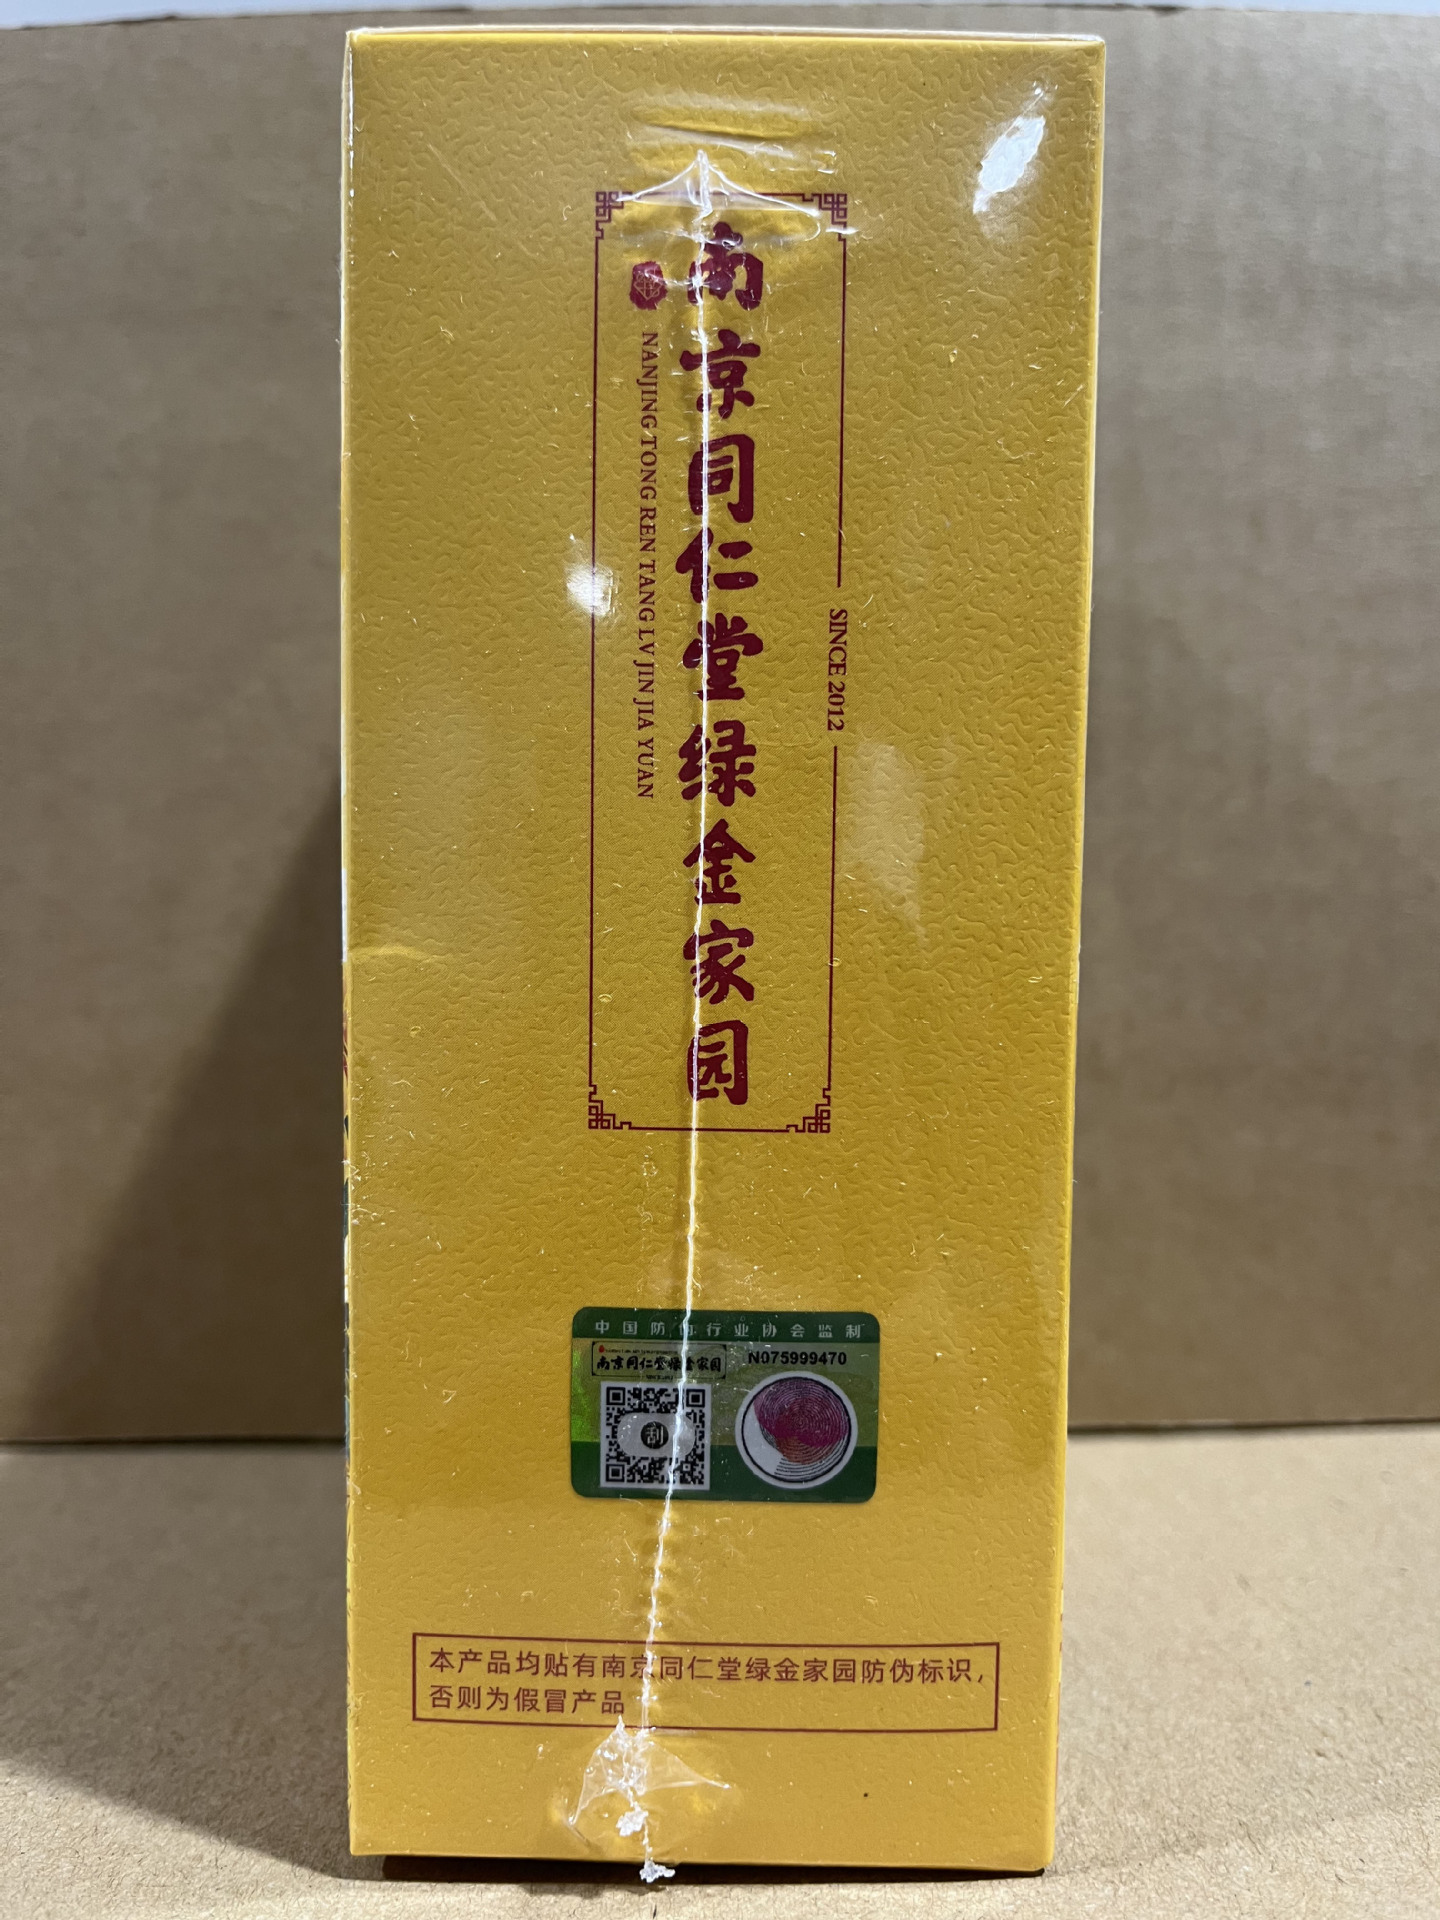 南京同仁堂绿金家园
NANJING TONG REN TANG LV JIN JIA YUAN
SINCE 2012
中国防伪行业协会监制
南京同仁堂绿金家园
N075999470
刮
本产品均贴有南京同仁堂绿金家园防伪标识，
否则为假冒产品